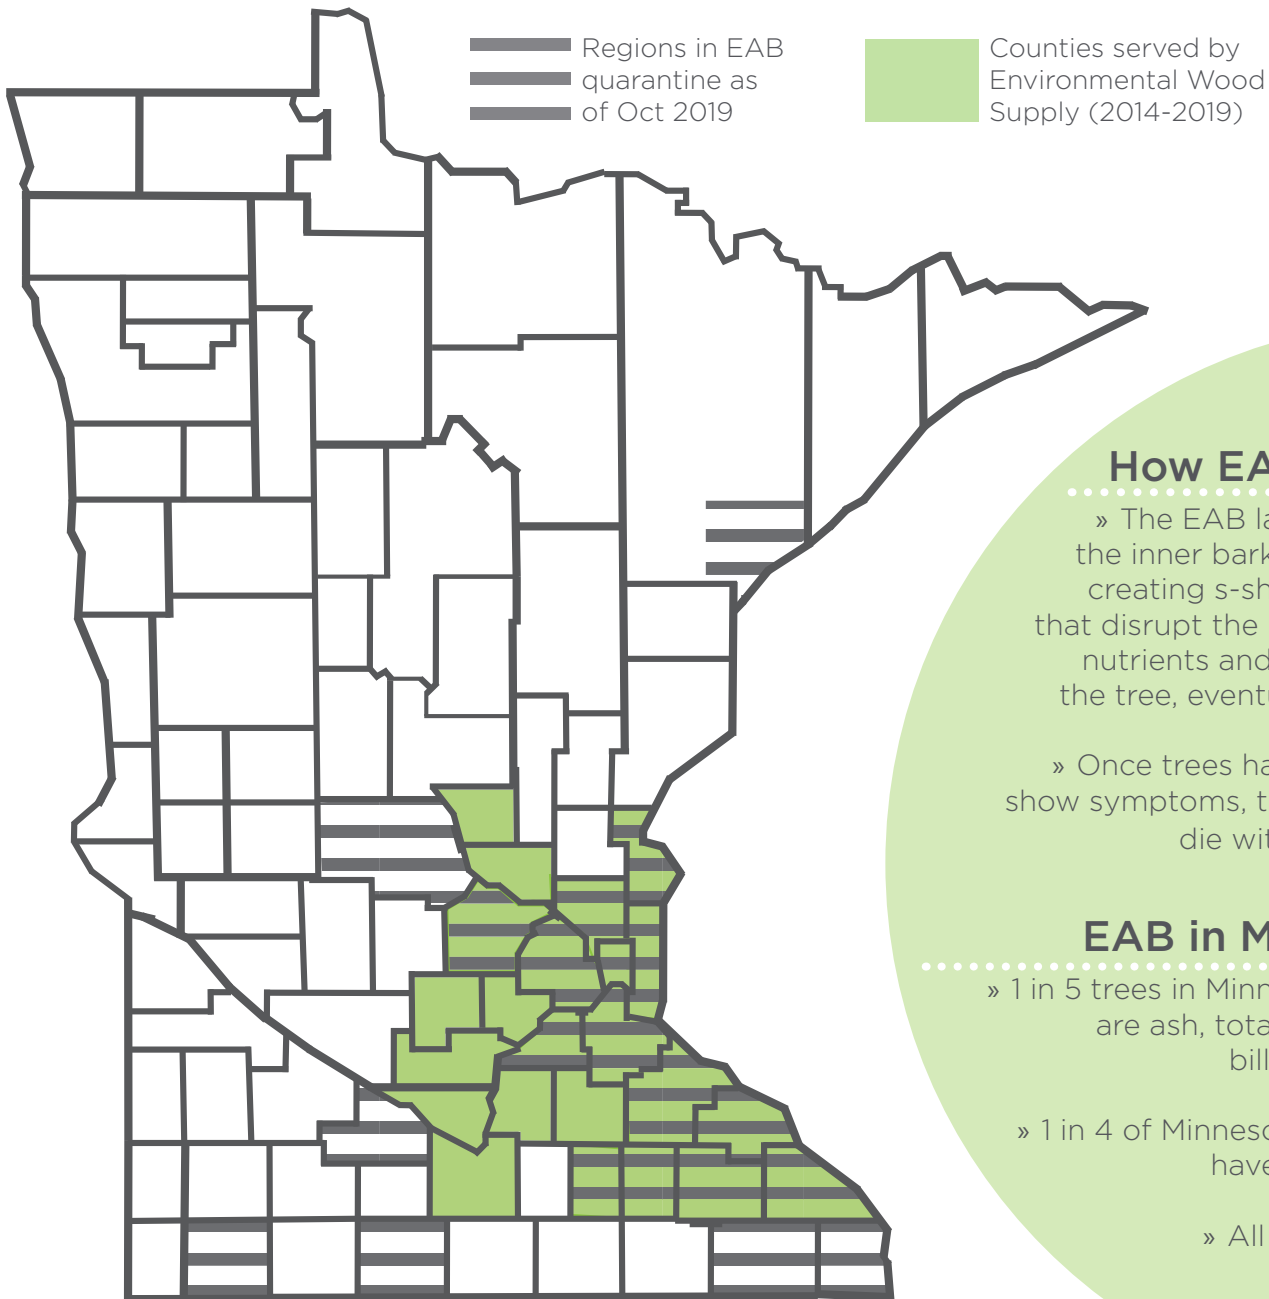 Regions in EAB
quarantine as
of Oct 2019
Counties served by
Environmental Wood
Supply (2014-2019)
How EA
» The EAB la
the inner bark
creating s-sh
that disrupt the
nutrients and
the tree, eventu
» Once trees ha
show symptoms, t
die wit
EAB in M
» 1 in 5 trees in Minn
are ash, tota
bill
» 1 in 4 of Minneso
have
» All